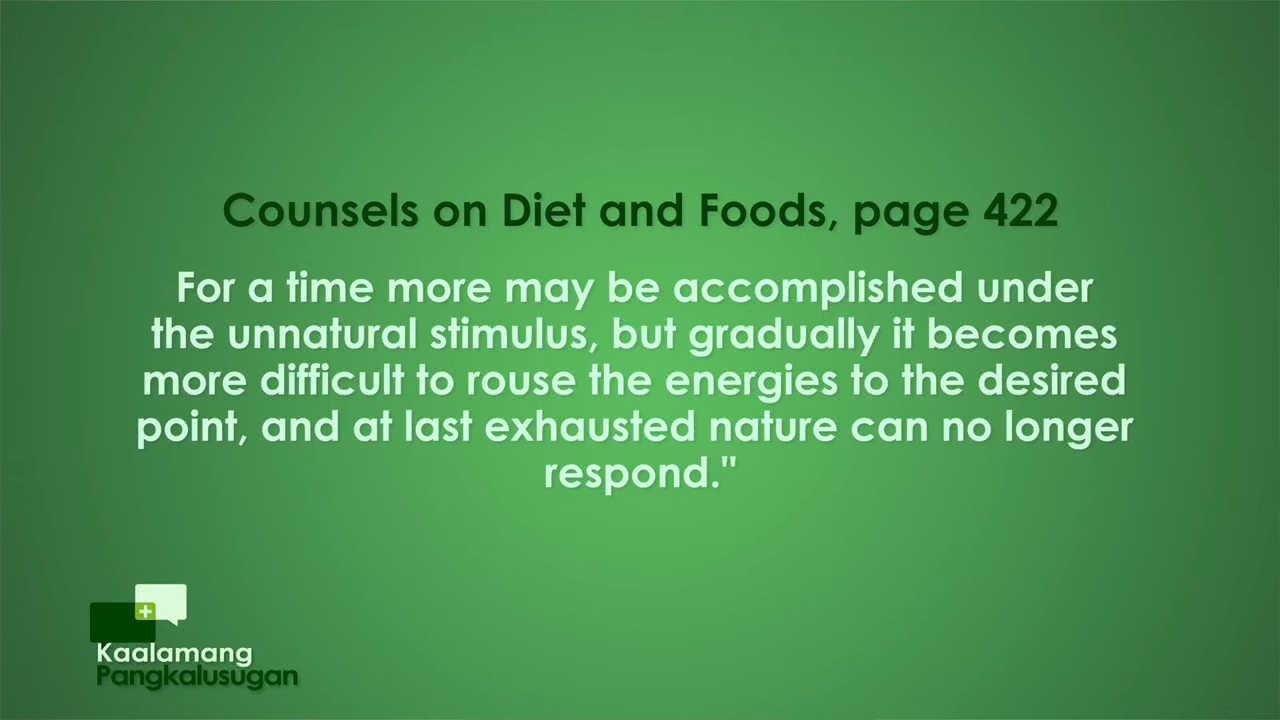 Counsels on Diet and Foods, page 422
For a time more may be accomplished under
the unnatural stimulus, but gradually it becomes
more difficult to rouse the energies to the desired
point, and at last exhausted nature can no longer
respond."
Kaalamang
Pangkalusugan